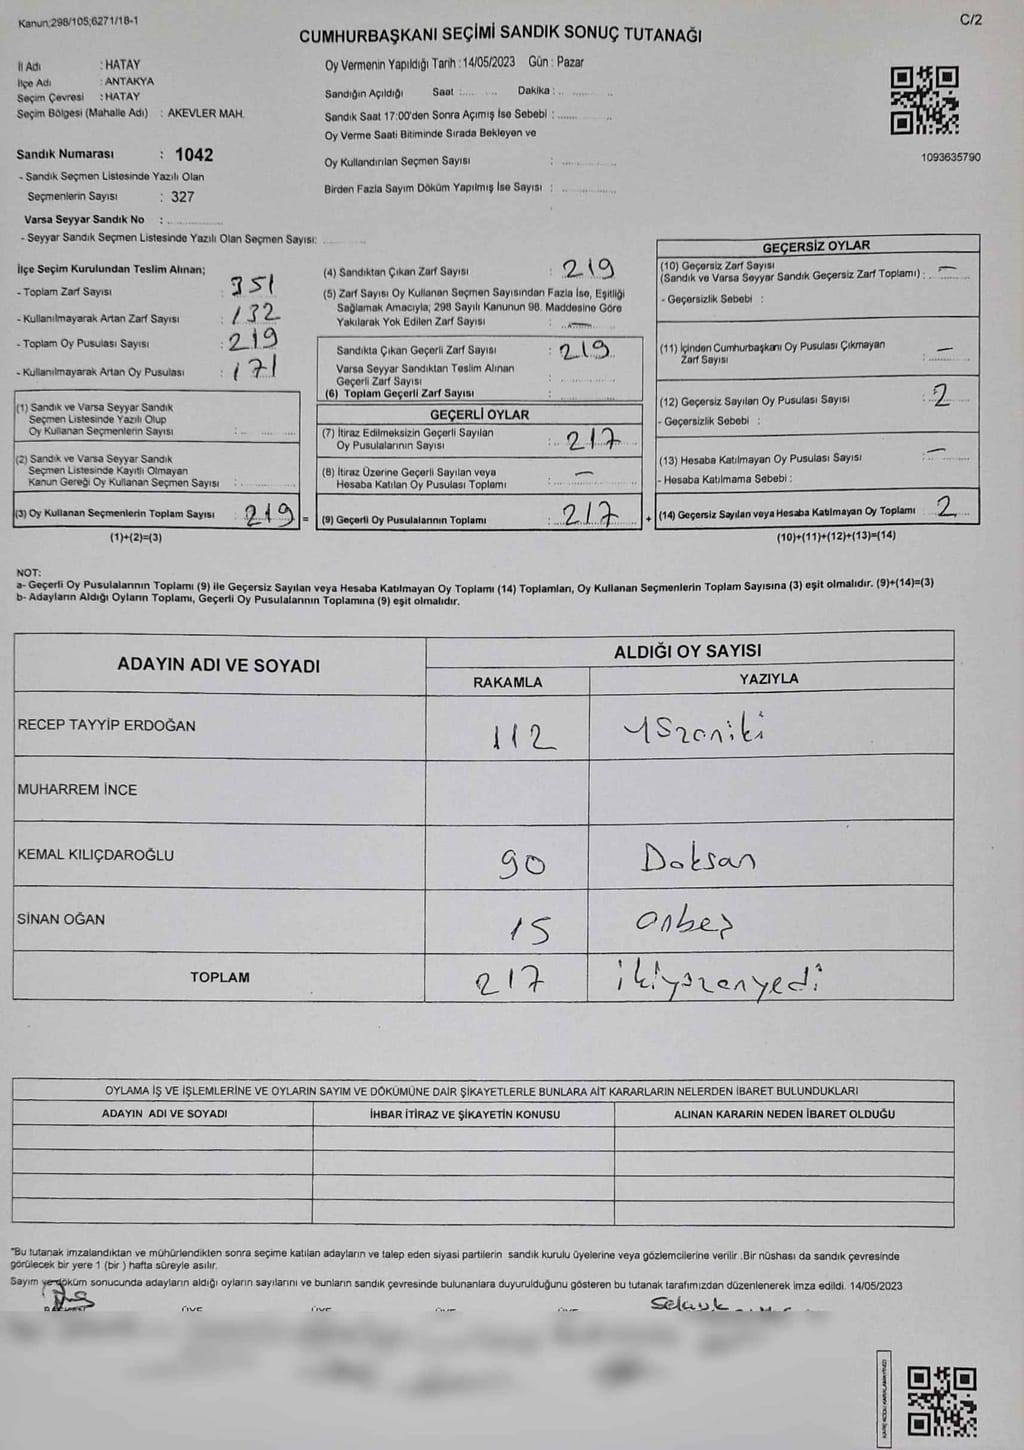 Kanun:298/105;6271/18-1
C/2
CUMHURBAŞKANI SEÇİMİ SANDIK SONUÇ TUTANAĞI
İl Adı : HATAY
İlçe Adı : ANTAKYA
Seçim Çevresi : HATAY
Seçim Bölgesi (Mahalle Adı) : AKEVLER MAH.
Oy Vermenin Yapıldığı Tarih : 14/05/2023 Gün : Pazar
Sandığın Açıldığı Saat : Dakika :
Sandık Saat 17:00'den Sonra Açımış İse Sebebi :
Oy Verme Saati Bitiminde Sırada Bekleyen ve
Oy Kullandırılan Seçmen Sayısı :
Birden Fazla Sayım Döküm Yapılmış İse Sayısı :
1093635790
Sandık Numarası : 1042
- Sandık Seçmen Listesinde Yazılı Olan
Seçmenlerin Sayısı : 327
Varsa Seyyar Sandık No :
- Seyyar Sandık Seçmen Listesinde Yazılı Olan Seçmen Sayısı:
İlçe Seçim Kurulundan Teslim Alınan;
- Toplam Zarf Sayısı : 351
- Kullanılmayarak Artan Zarf Sayısı : 132
- Toplam Oy Pusulası Sayısı : 219
- Kullanılmayarak Artan Oy Pusulası : 171
(1) Sandık ve Varsa Seyyar Sandık
Seçmen Listesinde Yazılı Olup
Oy Kullanan Seçmenlerin Sayısı :
(2) Sandık ve Varsa Seyyar Sandık
Seçmen Listesinde Kayıtlı Olmayan
Kanun Gereği Oy Kullanan Seçmen Sayısı :
(3) Oy Kullanan Seçmenlerin Toplam Sayısı : 219 =
(1)+(2)=(3)
(4) Sandıktan Çıkan Zarf Sayısı : 219
(5) Zarf Sayısı Oy Kullanan Seçmen Sayısından Fazla İse, Eşitliği
Sağlamak Amacıyla; 298 Sayılı Kanunun 98. Maddesine Göre
Yakılarak Yok Edilen Zarf Sayısı : —
Sandıkta Çıkan Geçerli Zarf Sayısı : 219
Varsa Seyyar Sandıktan Teslim Alınan
Geçerli Zarf Sayısı :
(6) Toplam Geçerli Zarf Sayısı :
GEÇERLİ OYLAR
(7) İtiraz Edilmeksizin Geçerli Sayılan
Oy Pusulalarının Sayısı : 217
(8) İtiraz Üzerine Geçerli Sayılan veya
Hesaba Katılan Oy Pusulası Toplamı : —
(9) Geçerli Oy Pusulalarının Toplamı : 217 +
GEÇERSİZ OYLAR
(10) Geçersiz Zarf Sayısı
(Sandık ve Varsa Seyyar Sandık Geçersiz Zarf Toplamı) : —
- Geçersizlik Sebebi :
(11) İçinden Cumhurbaşkanı Oy Pusulası Çıkmayan
Zarf Sayısı : —
(12) Geçersiz Sayılan Oy Pusulası Sayısı : 2
- Geçersizlik Sebebi :
(13) Hesaba Katılmayan Oy Pusulası Sayısı : —
- Hesaba Katılmama Sebebi :
(14) Geçersiz Sayılan veya Hesaba Katılmayan Oy Toplamı : 2
(10)+(11)+(12)+(13)=(14)
NOT:
a- Geçerli Oy Pusulalarının Toplamı (9) ile Geçersiz Sayılan veya Hesaba Katılmayan Oy Toplamı (14) Toplamları, Oy Kullanan Seçmenlerin Toplam Sayısına (3) eşit olmalıdır. (9)+(14)=(3)
b- Adayların Aldığı Oyların Toplamı, Geçerli Oy Pusulalarının Toplamına (9) eşit olmalıdır.
ADAYIN ADI VE SOYADI ALDIĞI OY SAYISI
RAKAMLA YAZIYLA
RECEP TAYYİP ERDOĞAN 112 YSzoniki
MUHARREM İNCE
KEMAL KILIÇDAROĞLU 90 Doksan
SİNAN OĞAN 15 onbeş
TOPLAM 217 ikiyüzonyedi
OYLAMA İŞ VE İŞLEMLERİNE VE OYLARIN SAYIM VE DÖKÜMÜNE DAİR ŞİKAYETLERLE BUNLARA AİT KARARLARIN NELERDEN İBARET BULUNDUKLARI
ADAYIN ADI VE SOYADI İHBAR İTİRAZ VE ŞİKAYETİN KONUSU ALINAN KARARIN NEDEN İBARET OLDUĞU
"Bu tutanak imzalandıktan ve mühürlendikten sonra seçime katılan adayların ve talep eden siyasi partilerin sandık kurulu üyelerine veya gözlemcilerine verilir .Bir nüshası da sandık çevresinde
görülecek bir yere 1 (bir ) hafta süreyle asılır.
Sayım ve döküm sonucunda adayların aldığı oyların sayılarını ve bunların sandık çevresinde bulunanlara duyurulduğunu gösteren bu tutanak tarafımızdan düzenlenerek imza edildi. 14/05/2023
Selçuk